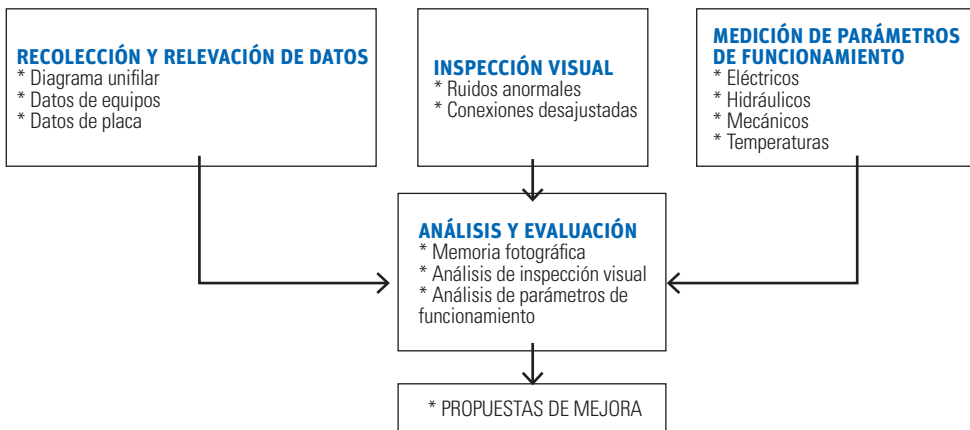 RECOLECCIÓN Y RELEVACIÓN DE DATOS
* Diagrama unifilar
* Datos de equipos
* Datos de placa
INSPECCIÓN VISUAL
* Ruidos anormales
* Conexiones desajustadas
MEDICIÓN DE PARÁMETROS
DE FUNCIONAMIENTO
* Eléctricos
* Hidráulicos
* Mecánicos
* Temperaturas
ANÁLISIS Y EVALUACIÓN
* Memoria fotográfica
* Análisis de inspección visual
* Análisis de parámetros de
funcionamiento
* PROPUESTAS DE MEJORA